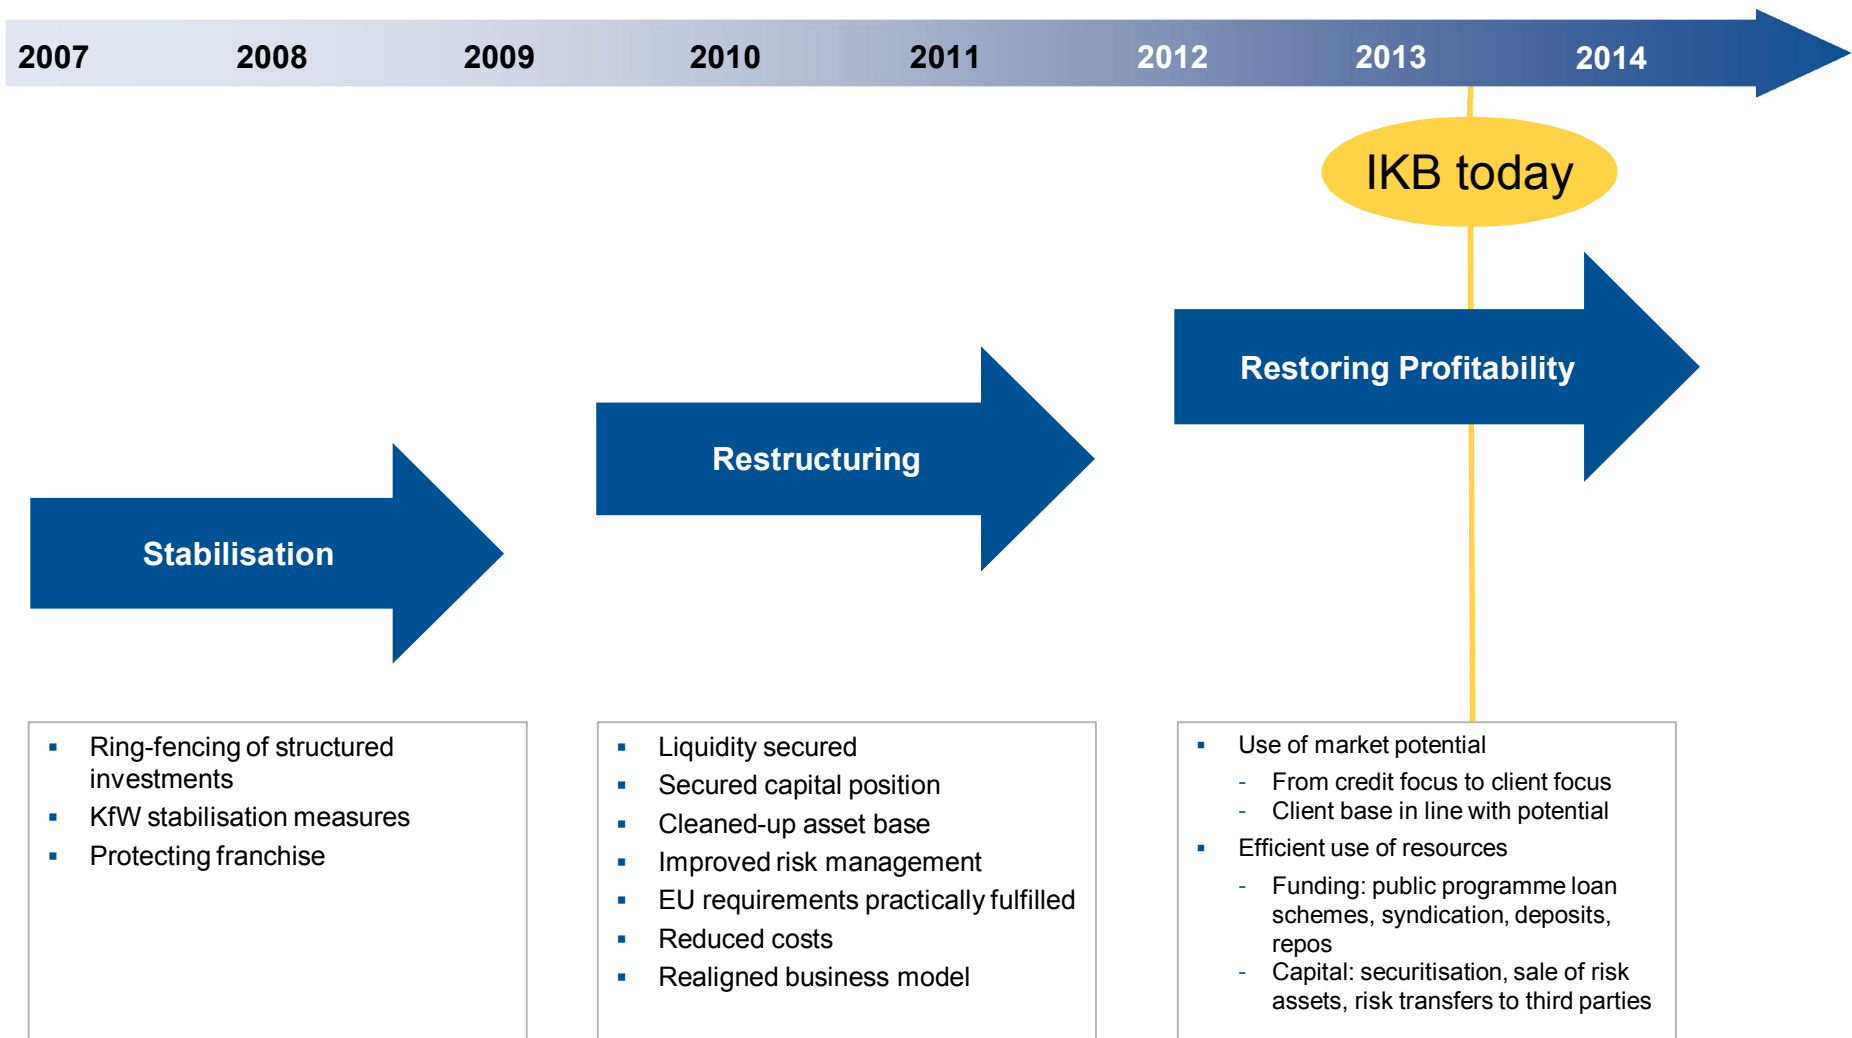 2007 2008 2009 2010 2011 2012 2013 2014
IKB today
Restoring Profitability
Restructuring
Stabilisation
▪ Ring-fencing of structured
investments
▪ KfW stabilisation measures
▪ Protecting franchise
▪ Liquidity secured
▪ Secured capital position
▪ Cleaned-up asset base
▪ Improved risk management
▪ EU requirements practically fulfilled
▪ Reduced costs
▪ Realigned business model
▪ Use of market potential
- From credit focus to client focus
- Client base in line with potential
▪ Efficient use of resources
- Funding: public programme loan
schemes, syndication, deposits,
repos
- Capital: securitisation, sale of risk
assets, risk transfers to third parties